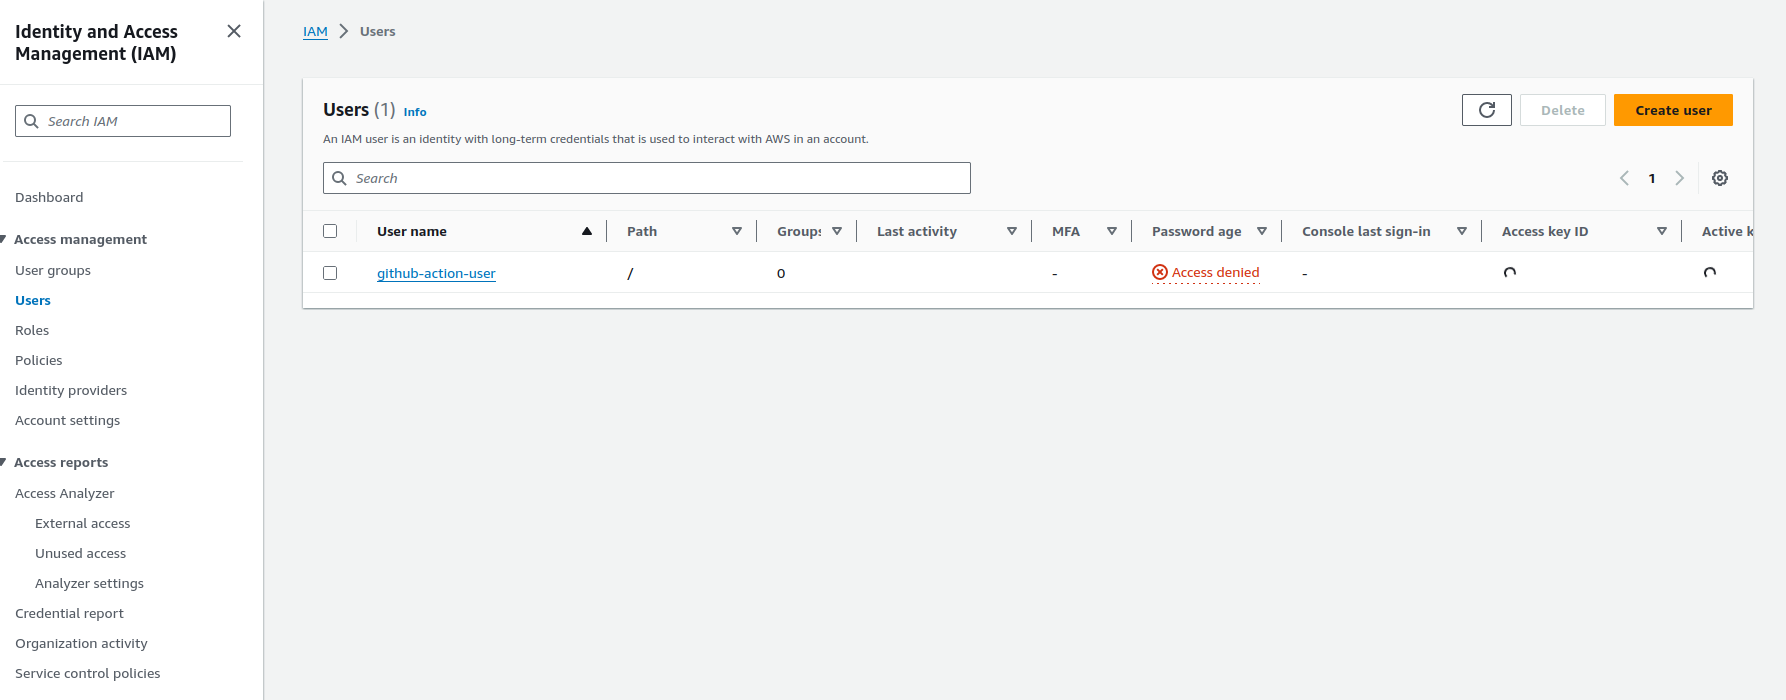 Identity and Access
Management (IAM)
Search IAM
Dashboard
Access management
User groups
Users
Roles
Policies
Identity providers
Account settings
Access reports
Access Analyzer
External access
Unused access
Analyzer settings
Credential report
Organization activity
Service control policies
IAM > Users
Users (1) Info
Delete
Create user
An IAM user is an identity with long-term credentials that is used to interact with AWS in an account.
Search
1
User name Path Groups Last activity MFA Password age Console last sign-in Access key ID Active k
github-action-user / 0 - Access denied -